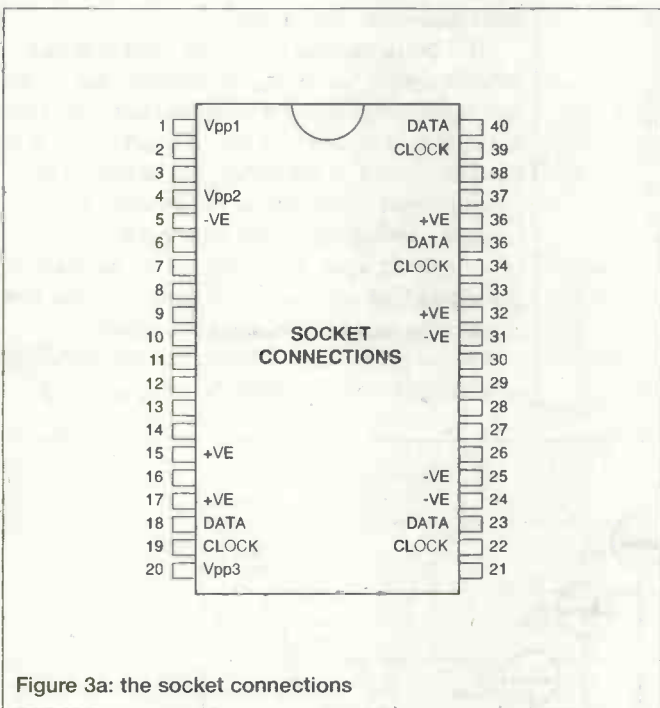 1 Vpp1 DATA 40
2 CLOCK 39
3 38
4 Vpp2 37
5 -VE +VE 36
6 DATA 36
7 CLOCK 34
8 33
9 +VE 32
10 SOCKET -VE 31
11 CONNECTIONS 30
12 29
13 28
14 27
15 +VE 26
16 -VE 25
17 +VE -VE 24
18 DATA DATA 23
19 CLOCK CLOCK 22
20 Vpp3 21
Figure 3a: the socket connections